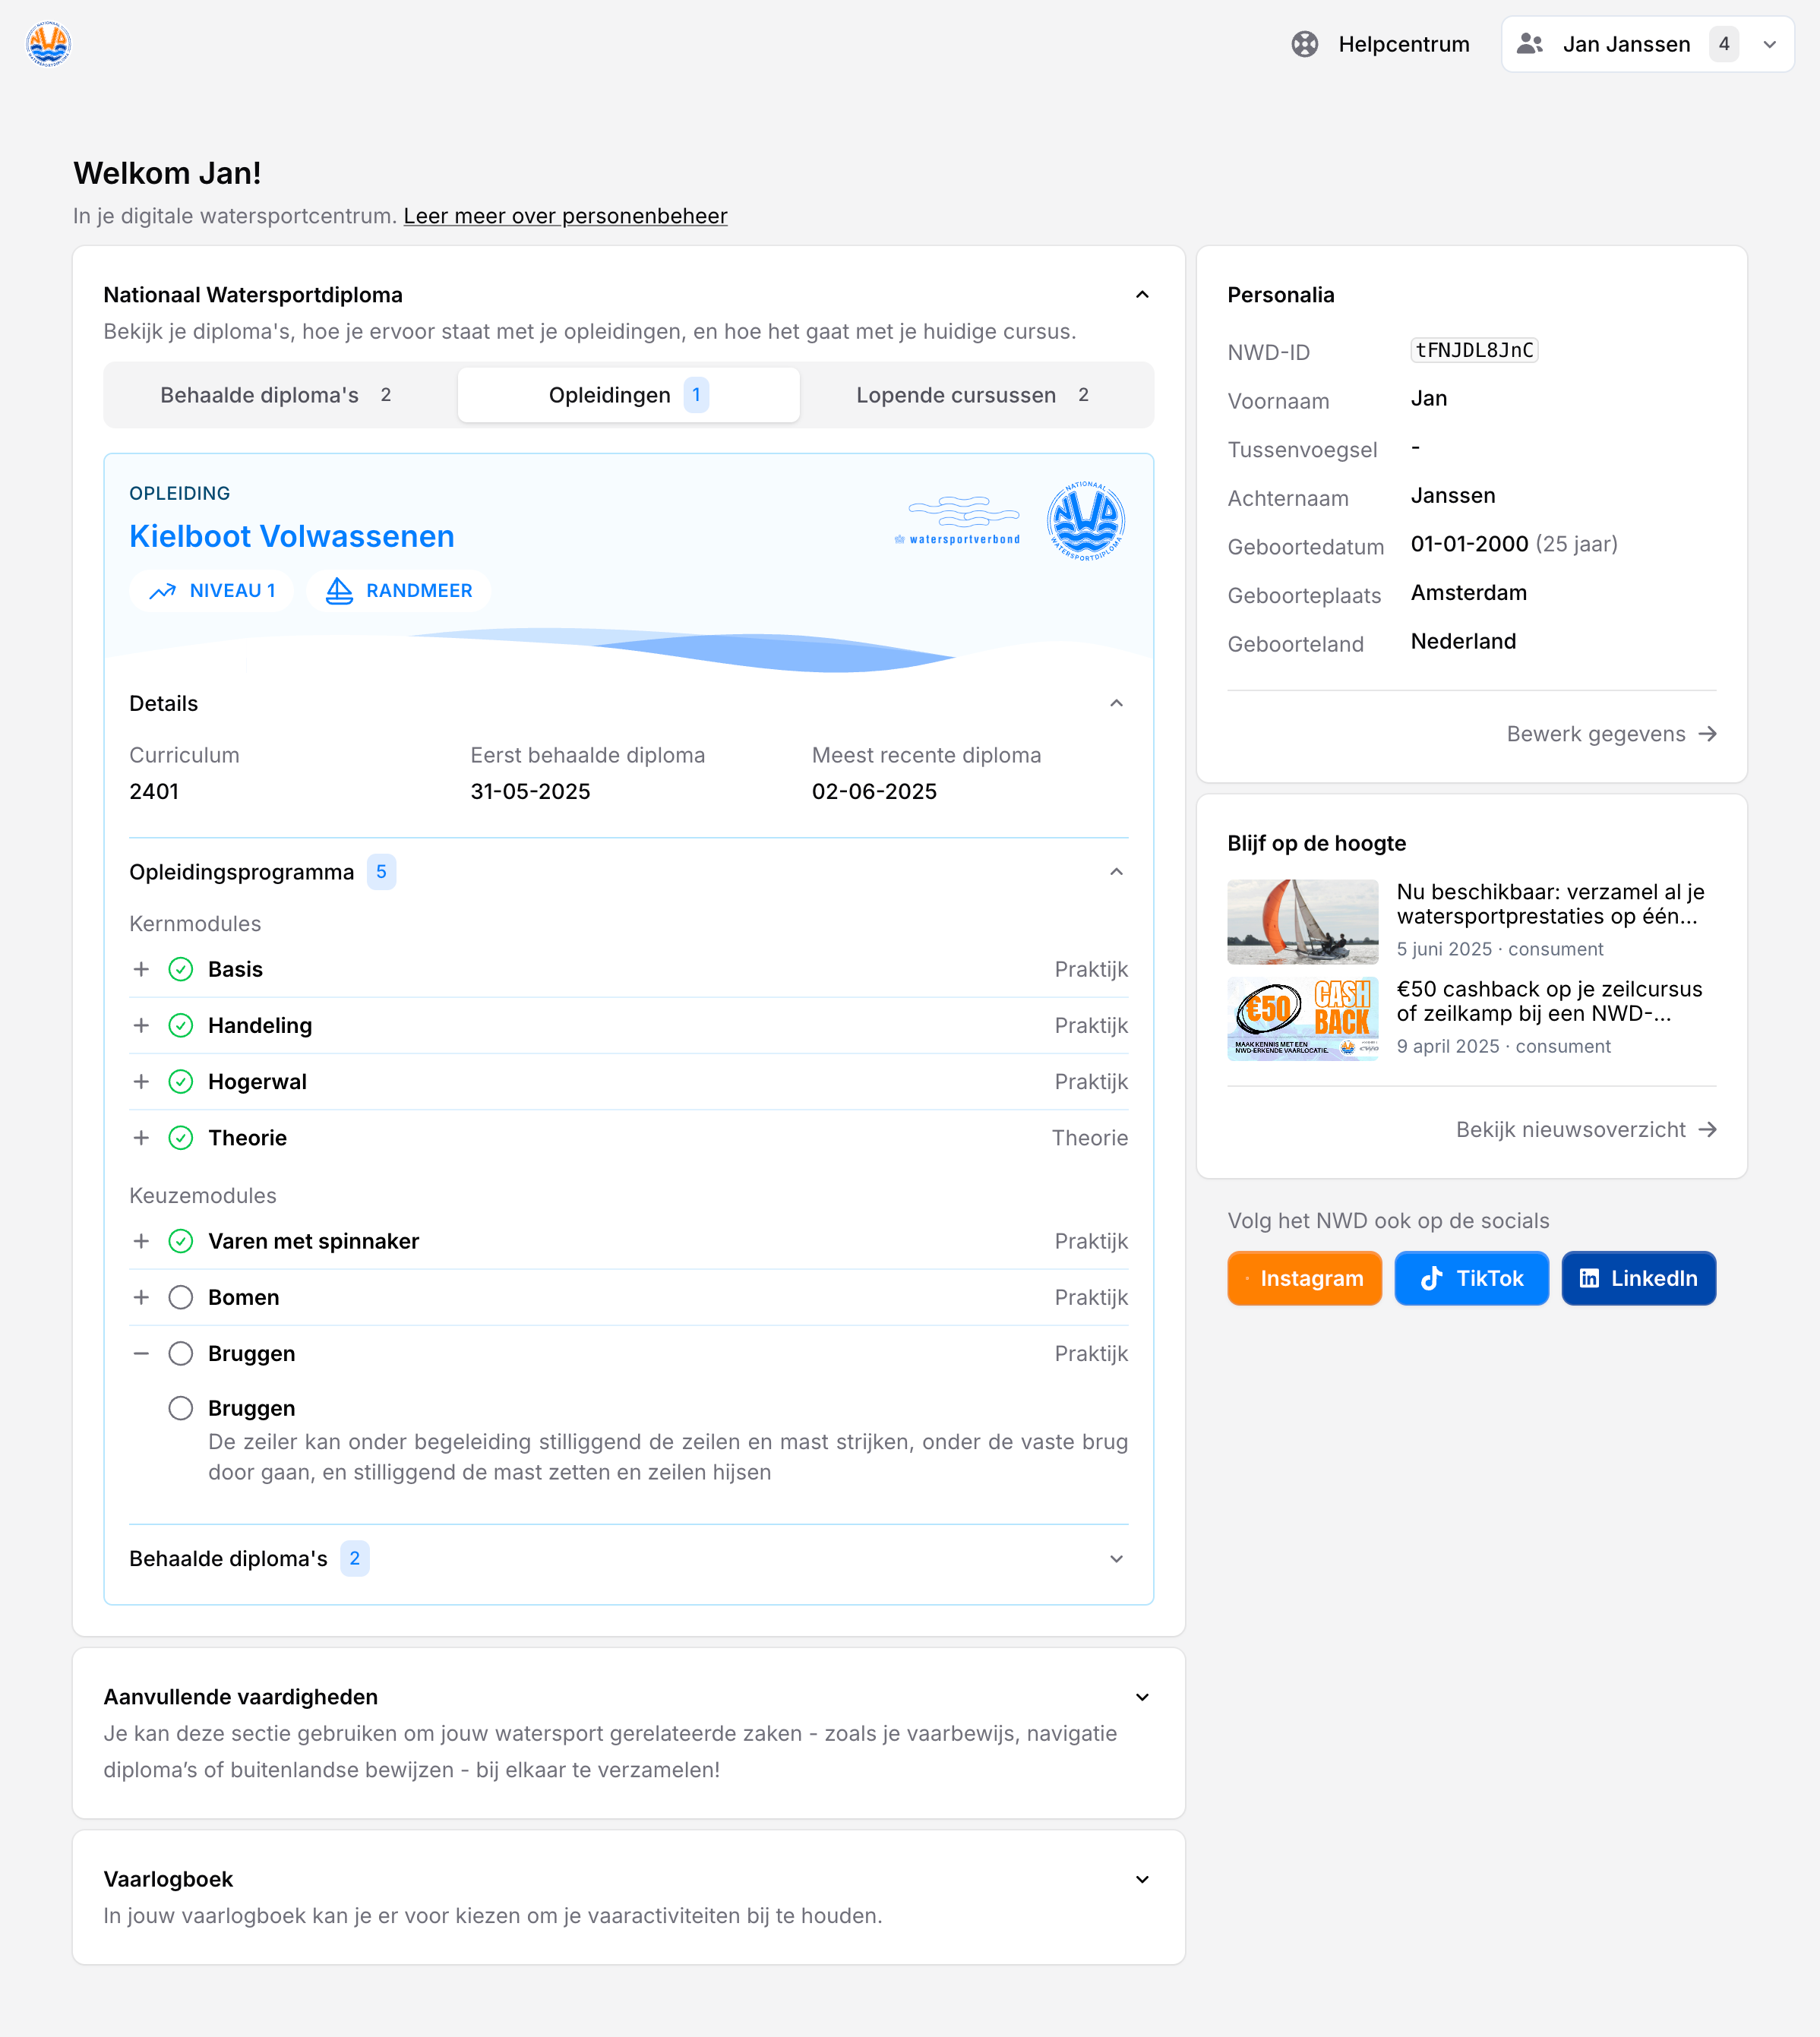 Helpcentrum
Jan Janssen 4
Welkom Jan!
In je digitale watersportcentrum. Leer meer over personenbeheer
Nationaal Watersportdiploma
Bekijk je diploma's, hoe je ervoor staat met je opleidingen, en hoe het gaat met je huidige cursus.
Behaalde diploma's 2
Opleidingen 1
Lopende cursussen 2
OPLEIDING
Kielboot Volwassenen
watersportverbond
NATIONAAL
NWD
WATERSPORTDIPLOMA
NIVEAU 1
RANDMEER
Details
Curriculum
2401
Eerst behaalde diploma
31-05-2025
Meest recente diploma
02-06-2025
Opleidingsprogramma 5
Kernmodules
Basis Praktijk
Handeling Praktijk
Hogerwal Praktijk
Theorie Theorie
Keuzemodules
Varen met spinnaker Praktijk
Bomen Praktijk
Bruggen Praktijk
Bruggen
De zeiler kan onder begeleiding stilliggend de zeilen en mast strijken, onder de vaste brug
door gaan, en stilliggend de mast zetten en zeilen hijsen
Behaalde diploma's 2
Aanvullende vaardigheden
Je kan deze sectie gebruiken om jouw watersport gerelateerde zaken - zoals je vaarbewijs, navigatie
diploma’s of buitenlandse bewijzen - bij elkaar te verzamelen!
Vaarlogboek
In jouw vaarlogboek kan je er voor kiezen om je vaaractiviteiten bij te houden.
Personalia
NWD-ID tFNJDL8JnC
Voornaam Jan
Tussenvoegsel -
Achternaam Janssen
Geboortedatum 01-01-2000 (25 jaar)
Geboorteplaats Amsterdam
Geboorteland Nederland
Bewerk gegevens
Blijf op de hoogte
Nu beschikbaar: verzamel al je
watersportprestaties op één...
5 juni 2025 · consument
€50
CASH
BACK
MAAK KENNIS MET EEN
NWD-ERKENDE VAARLOCATIE.
€50 cashback op je zeilcursus
of zeilkamp bij een NWD-...
9 april 2025 · consument
Bekijk nieuwsoverzicht
Volg het NWD ook op de socials
Instagram
TikTok
LinkedIn